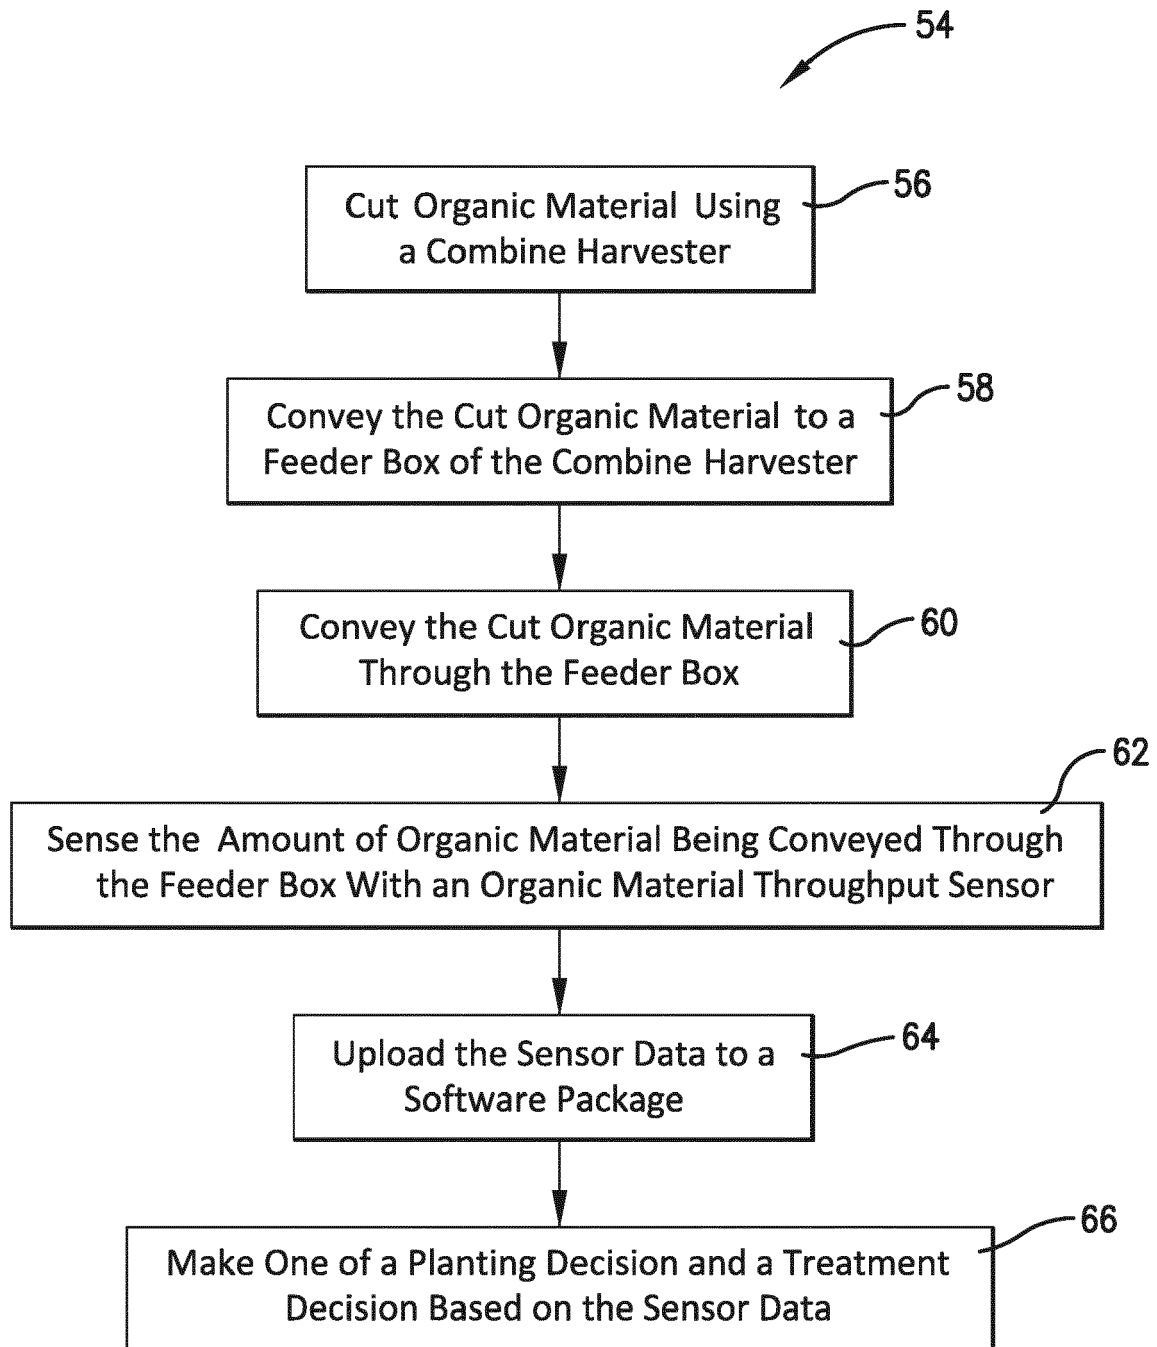 54
56
Cut Organic Material Using
a Combine Harvester
58
Convey the Cut Organic Material to a
Feeder Box of the Combine Harvester
60
Convey the Cut Organic Material
Through the Feeder Box
62
Sense the Amount of Organic Material Being Conveyed Through
the Feeder Box With an Organic Material Throughput Sensor
64
Upload the Sensor Data to a
Software Package
66
Make One of a Planting Decision and a Treatment
Decision Based on the Sensor Data